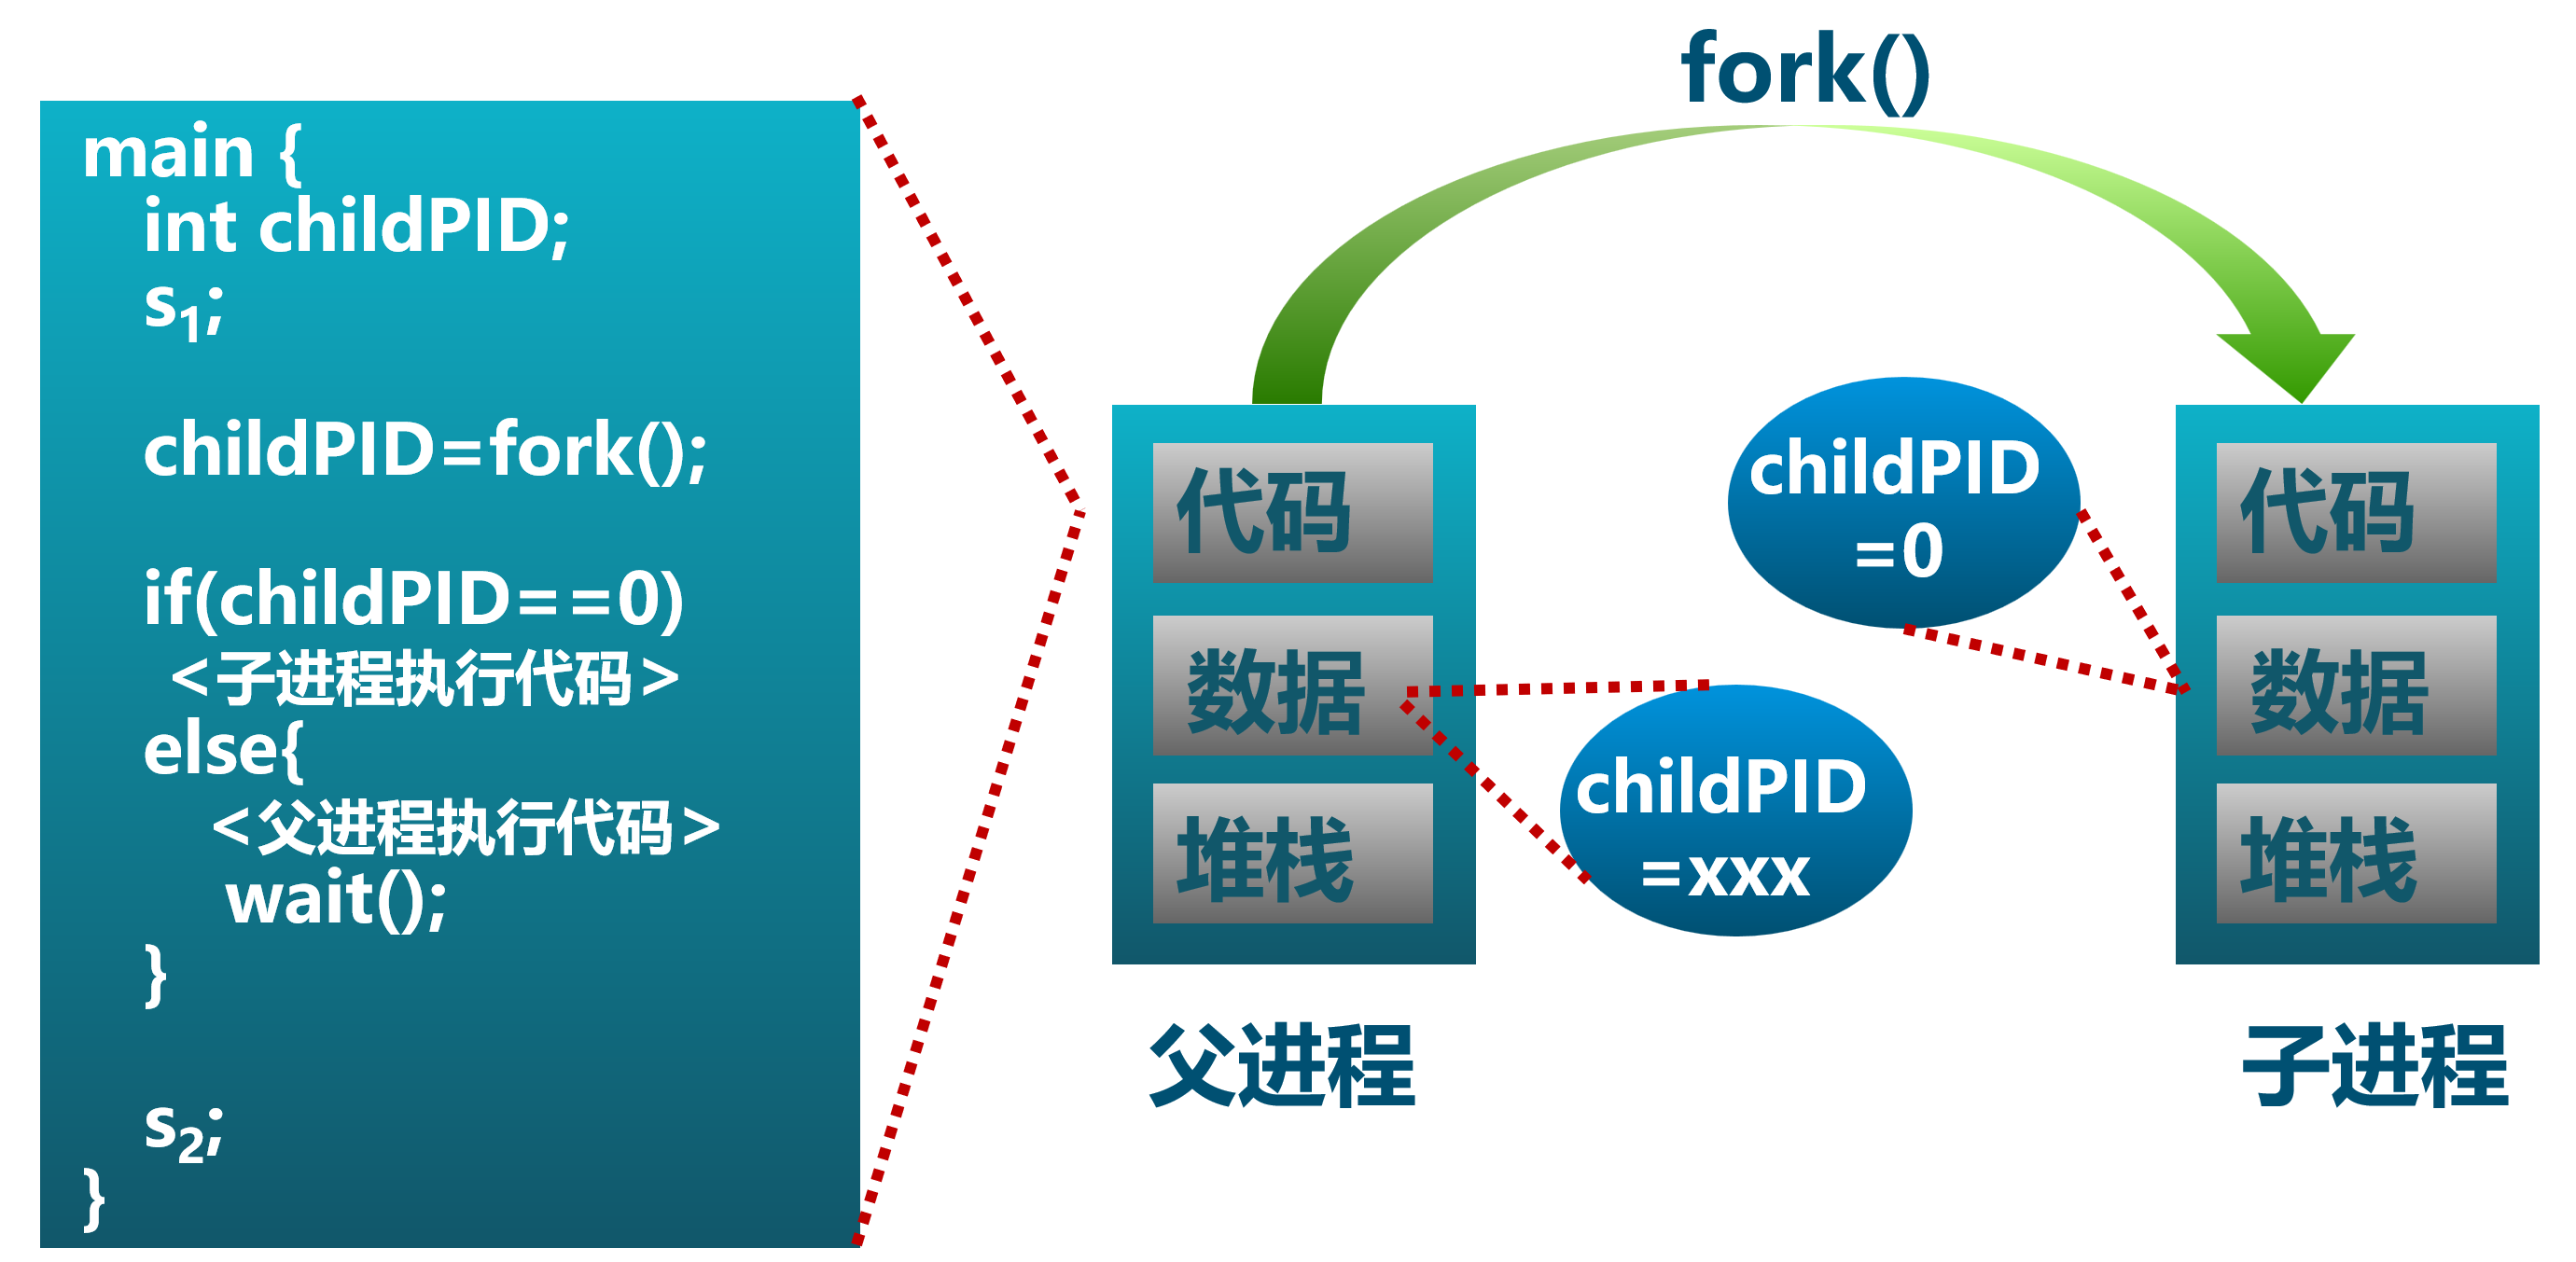 main {
int childPID;
s₁;
childPID=fork();
if(childPID==0)
<子进程执行代码>
else{
<父进程执行代码>
wait();
}
s₂;
}
fork()
代码
数据
堆栈
父进程
childPID
=0
childPID
=xxx
代码
数据
堆栈
子进程